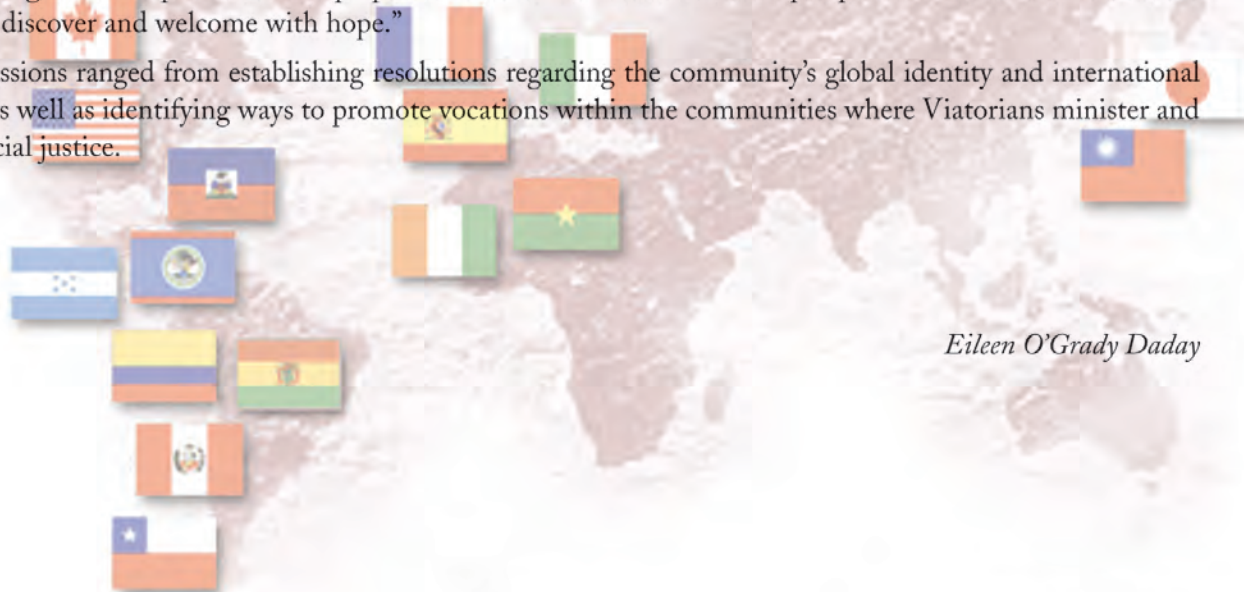 discover and welcome with hope.”
ssions ranged from establishing resolutions regarding the community’s global identity and international
s well as identifying ways to promote vocations within the communities where Viatorians minister and
cial justice.
Eileen O’Grady Daday